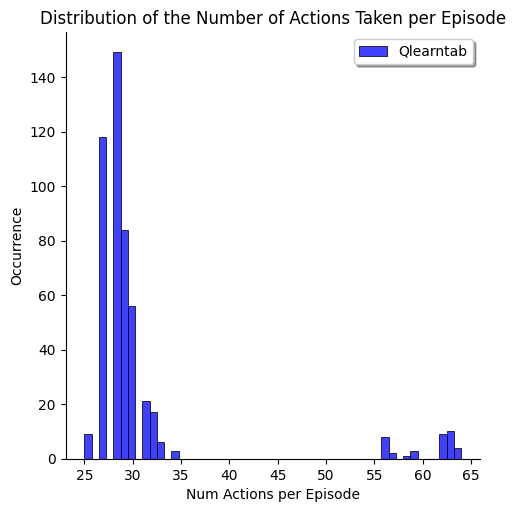 Distribution of the Number of Actions Taken per Episode
Qlearntab
Occurrence
140
120
100
80
60
40
20
0
25 30 35 40 45 50 55 60 65
Num Actions per Episode